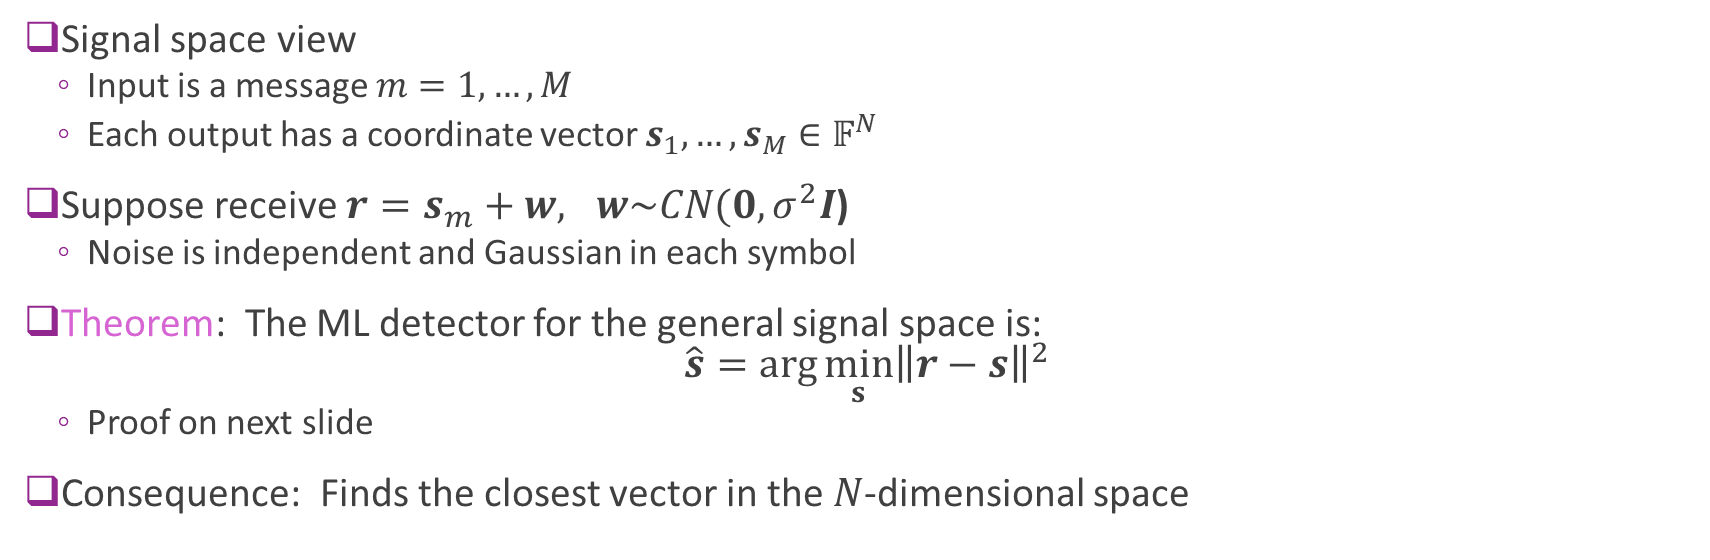 ❑Signal space view
◦ Input is a message m = 1, … , M
◦ Each output has a coordinate vector s₁, … , s_M ∈ 𝔽^N
❑Suppose receive r = s_m + w,   w~CN(0, σ²I)
◦ Noise is independent and Gaussian in each symbol
❑Theorem:  The ML detector for the general signal space is:
ŝ = arg min‖r − s‖²
s
◦ Proof on next slide
❑Consequence:  Finds the closest vector in the N-dimensional space